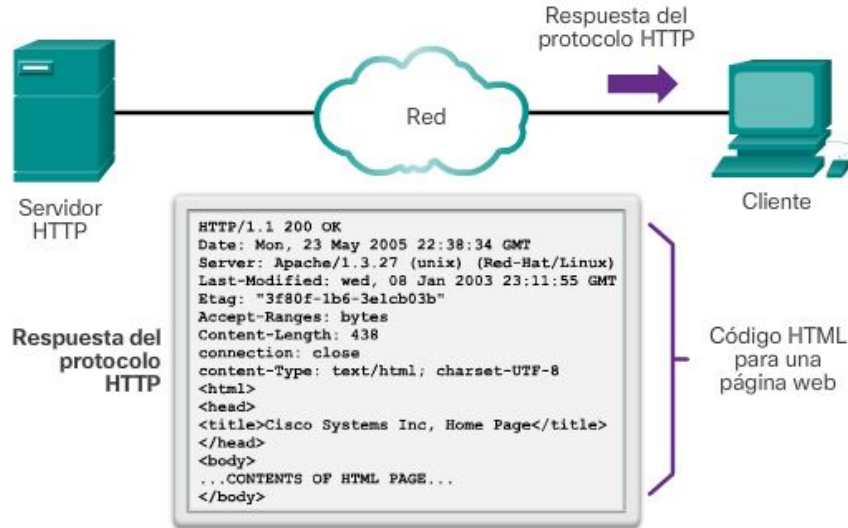 Respuesta del
protocolo HTTP
Red
Servidor
HTTP
Cliente
HTTP/1.1 200 OK
Date: Mon, 23 May 2005 22:38:34 GMT
Server: Apache/1.3.27 (unix) (Red-Hat/Linux)
Last-Modified: wed, 08 Jan 2003 23:11:55 GMT
Etag: "3f80f-1b6-3e1cb03b"
Accept-Ranges: bytes
Content-Length: 438
connection: close
content-Type: text/html; charset-UTF-8
<html>
<head>
<title>Cisco Systems Inc, Home Page</title>
</head>
<body>
...CONTENTS OF HTML PAGE...
</body>
Respuesta del
protocolo
HTTP
Código HTML
para una
página web